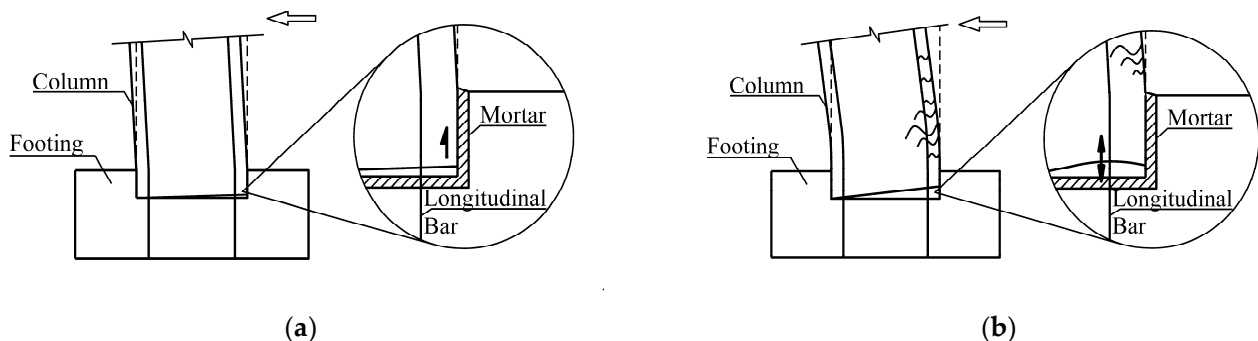 Column
Footing
Mortar
Longitudinal
Bar
(a)
Column
Footing
Mortar
Longitudinal
Bar
(b)